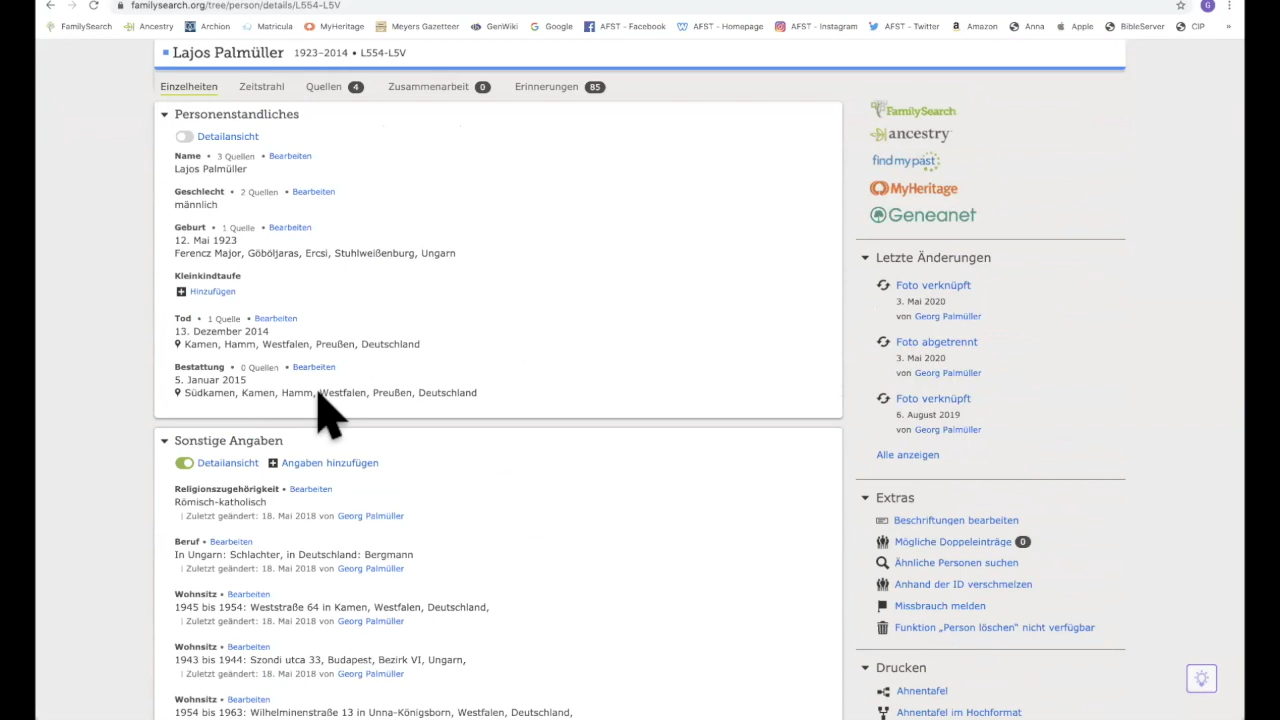 familysearch.org/tree/person/details/L554-L5V
G
FamilySearch Ancestry Archion Matricula MyHeritage Meyers Gazetteer GenWiki Google AFST - Facebook AFST - Homepage AFST - Instagram AFST - Twitter Amazon Anna Apple BibleServer CIP »
Lajos Palmüller 1923–2014 • L554-L5V
Einzelheiten Zeitstrahl Quellen 4 Zusammenarbeit 0 Erinnerungen 85
Personenstandliches
Detailansicht
Name • 3 Quellen • Bearbeiten
Lajos Palmüller
Geschlecht • 2 Quellen • Bearbeiten
männlich
Geburt • 1 Quelle • Bearbeiten
12. Mai 1923
Ferencz Major, Göböljaras, Ercsi, Stuhlweißenburg, Ungarn
Kleinkindtaufe
Hinzufügen
Tod • 1 Quelle • Bearbeiten
13. Dezember 2014
Kamen, Hamm, Westfalen, Preußen, Deutschland
Bestattung • 0 Quellen • Bearbeiten
5. Januar 2015
Südkamen, Kamen, Hamm, Westfalen, Preußen, Deutschland
Sonstige Angaben
Detailansicht Angaben hinzufügen
Religionszugehörigkeit • Bearbeiten
Römisch-katholisch
| Zuletzt geändert: 18. Mai 2018 von Georg Palmüller
Beruf • Bearbeiten
In Ungarn: Schlachter, in Deutschland: Bergmann
| Zuletzt geändert: 18. Mai 2018 von Georg Palmüller
Wohnsitz • Bearbeiten
1945 bis 1954: Weststraße 64 in Kamen, Westfalen, Deutschland,
| Zuletzt geändert: 18. Mai 2018 von Georg Palmüller
Wohnsitz • Bearbeiten
1943 bis 1944: Szondi utca 33, Budapest, Bezirk VI, Ungarn,
| Zuletzt geändert: 18. Mai 2018 von Georg Palmüller
Wohnsitz • Bearbeiten
1954 bis 1963: Wilhelminenstraße 13 in Unna-Königsborn, Westfalen, Deutschland,
FamilySearch
ancestry
findmypast
MyHeritage
Geneanet
Letzte Änderungen
Foto verknüpft
3. Mai 2020
von Georg Palmüller
Foto abgetrennt
3. Mai 2020
von Georg Palmüller
Foto verknüpft
6. August 2019
von Georg Palmüller
Alle anzeigen
Extras
Beschriftungen bearbeiten
Mögliche Doppeleinträge 0
Ähnliche Personen suchen
Anhand der ID verschmelzen
Missbrauch melden
Funktion „Person löschen“ nicht verfügbar
Drucken
Ahnentafel
Ahnentafel im Hochformat